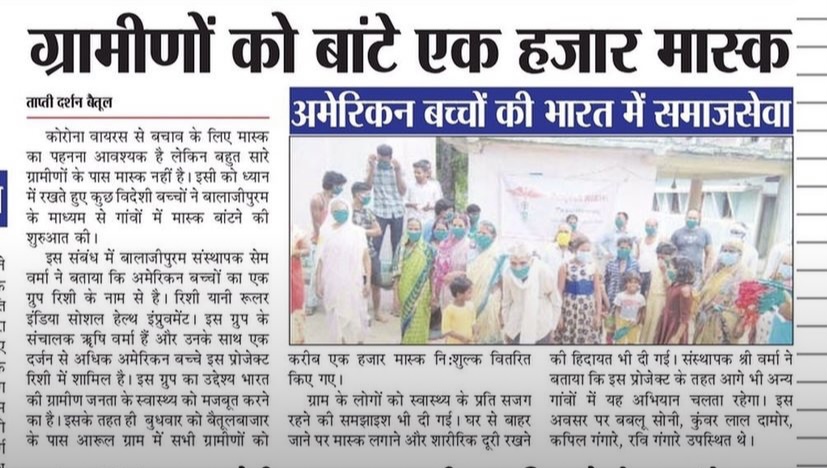 ग्रामीणों को बांटे एक हजार मास्क
ताप्ती दर्शन बैतूल
अमेरिकन बच्चों की भारत में समाजसेवा
कोरोना वायरस से बचाव के लिए मास्क
का पहनना आवश्यक है लेकिन बहुत सारे
ग्रामीणों के पास मास्क नहीं है। इसी को ध्यान
में रखते हुए कुछ विदेशी बच्चों ने बालाजीपुरम
के माध्यम से गांवों में मास्क बांटने की
शुरुआत की।
इस संबंध में बालाजीपुरम संस्थापक सेम
वर्मा ने बताया कि अमेरिकन बच्चों का एक
ग्रुप रिशी के नाम से है। रिशी यानी रूलर
इंडिया सोशल हेल्थ इंप्रुवमेंट। इस ग्रुप के
संचालक ऋषि वर्मा हैं और उनके साथ एक
दर्जन से अधिक अमेरिकन बच्चे इस प्रोजेक्ट
रिशी में शामिल है। इस ग्रुप का उद्देश्य भारत
की ग्रामीण जनता के स्वास्थ्य को मजबूत करने
का है। इसके तहत ही बुधवार को बैतूलबाजार
के पास आरूल ग्राम में सभी ग्रामीणों को
करीब एक हजार मास्क नि:शुल्क वितरित
किए गए।
ग्राम के लोगों को स्वास्थ्य के प्रति सजग
रहने की समझाइश भी दी गई। घर से बाहर
जाने पर मास्क लगाने और शारीरिक दूरी रखने
की हिदायत भी दी गई। संस्थापक श्री वर्मा ने
बताया कि इस प्रोजेक्ट के तहत आगे भी अन्य
गांवों में यह अभियान चलता रहेगा। इस
अवसर पर बबलू सोनी, कुंवर लाल दामोर,
कपिल गंगारे, रवि गंगारे उपस्थित थे।